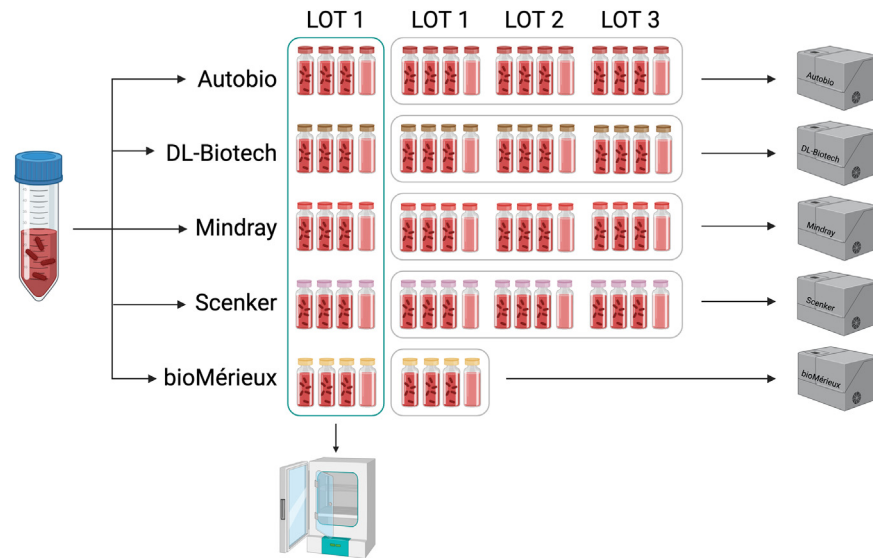 LOT 1 LOT 1 LOT 2 LOT 3
Autobio
Autobio
DL-Biotech
DL-Biotech
Mindray
Mindray
Scenker
Scenker
bioMérieux
bioMérieux